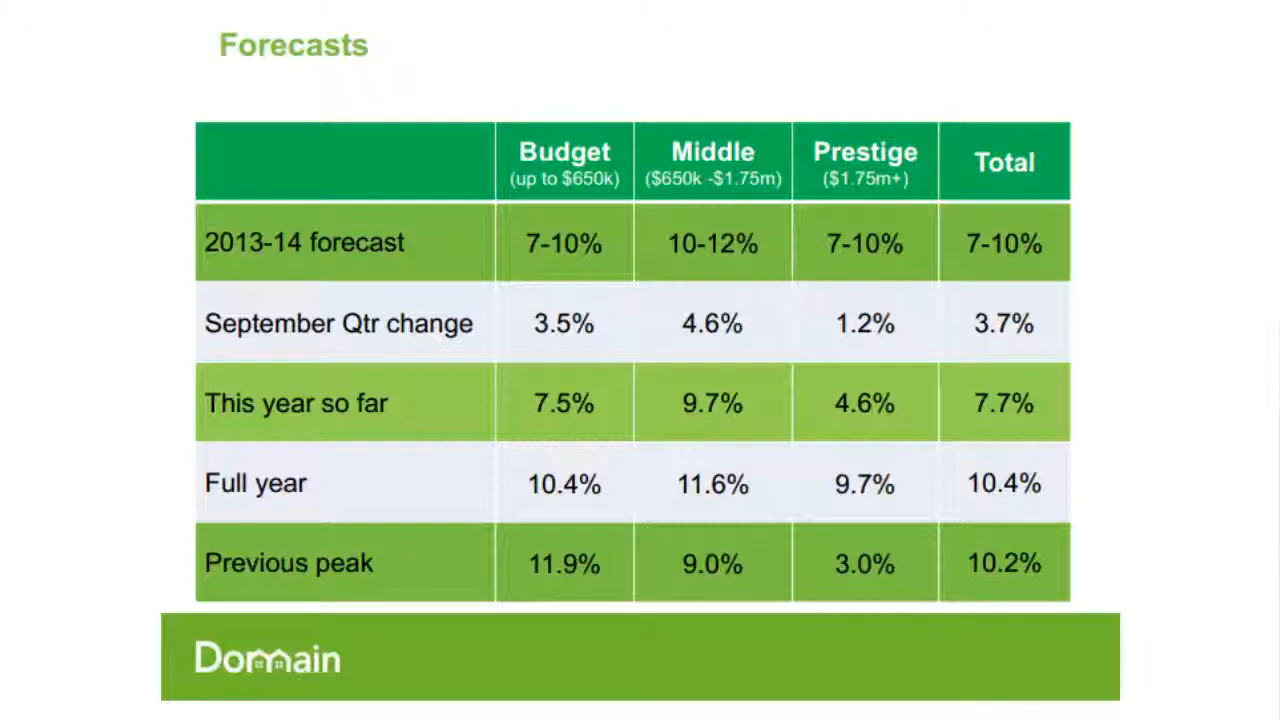 Forecasts
Budget Middle Prestige Total
(up to $650k) ($650k -$1.75m) ($1.75m+)
2013-14 forecast 7-10% 10-12% 7-10% 7-10%
September Qtr change 3.5% 4.6% 1.2% 3.7%
This year so far 7.5% 9.7% 4.6% 7.7%
Full year 10.4% 11.6% 9.7% 10.4%
Previous peak 11.9% 9.0% 3.0% 10.2%
Domain